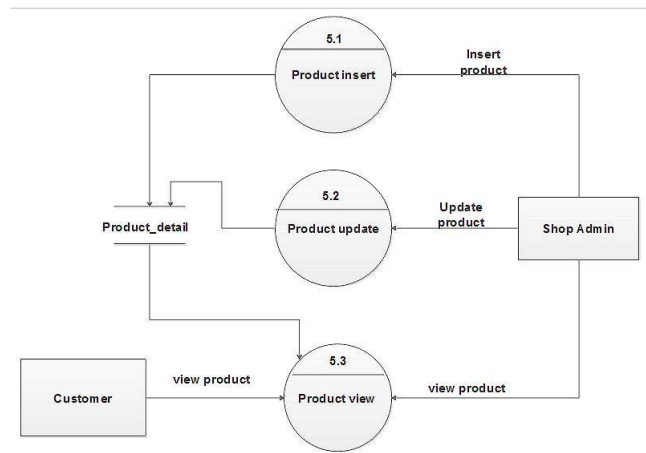 5.1
Product insert
Insert
product
5.2
Product update
Update
product
Product_detail
Shop Admin
5.3
Product view
view product
view product
Customer